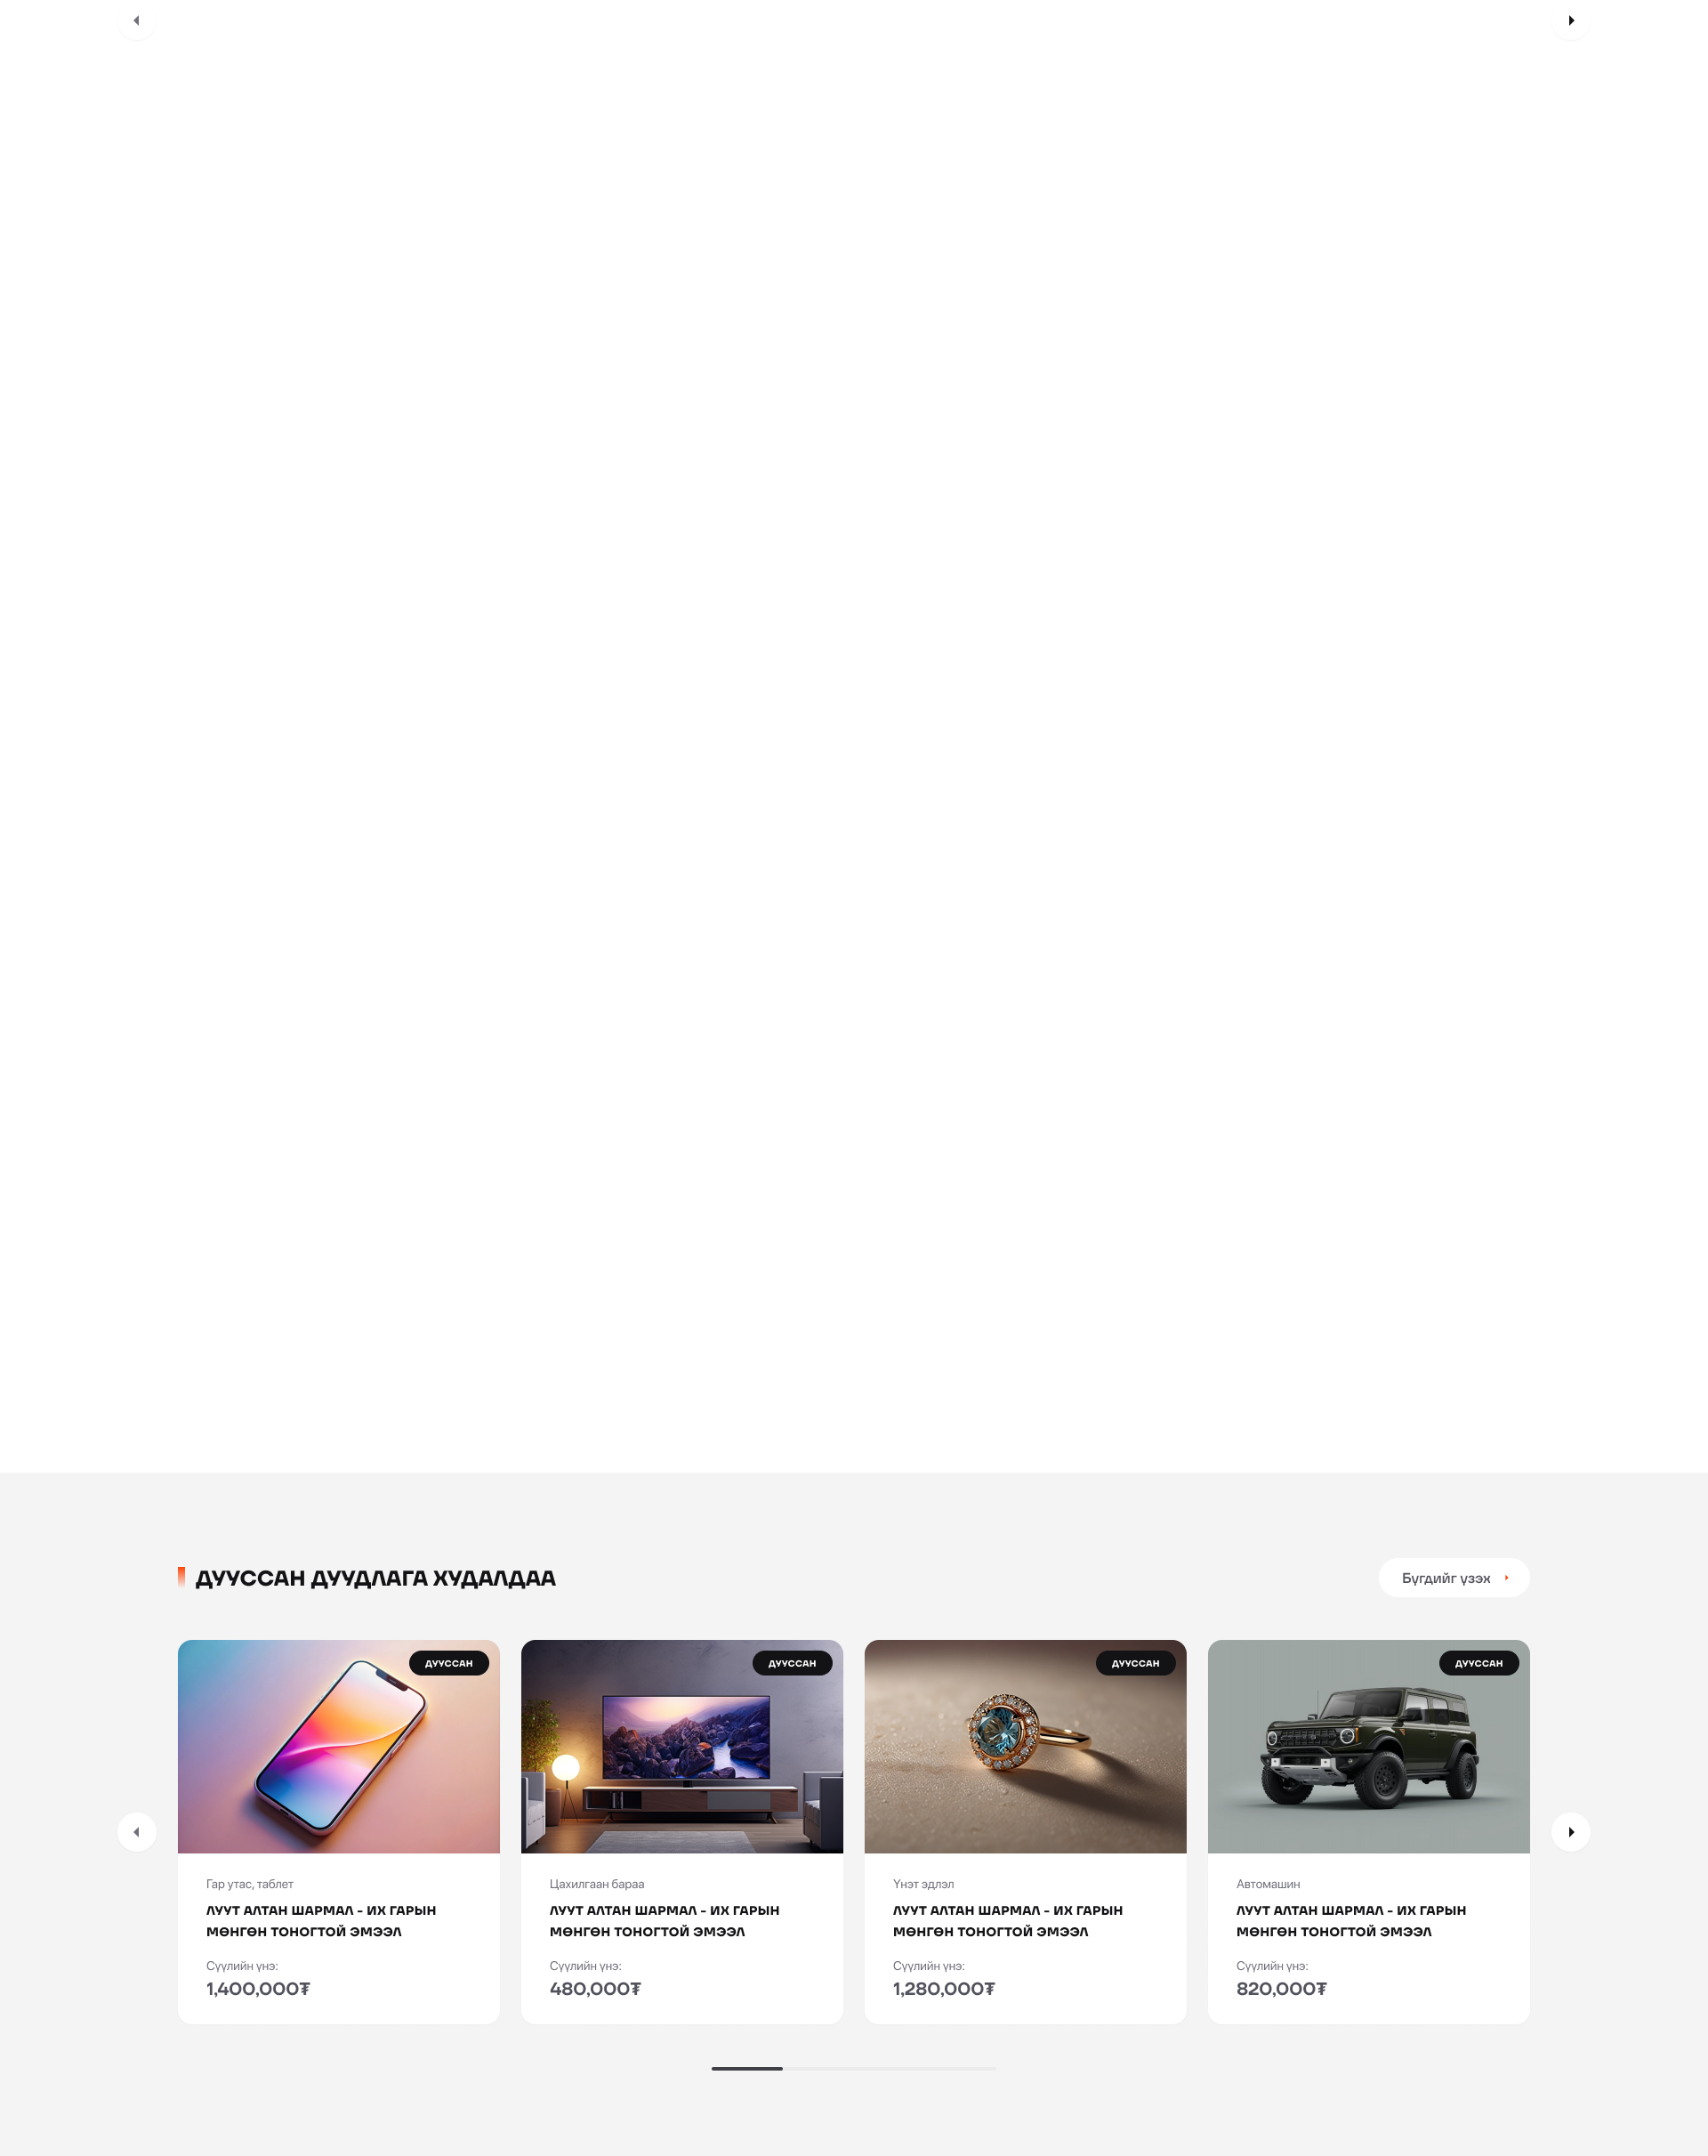 ДУУССАН ДУУДЛАГА ХУДАЛДАА
Бүгдийг үзэх
ДУУССАН
ДУУССАН
ДУУССАН
ДУУССАН
Гар утас, таблет
ЛУУТ АЛТАН ШАРМАЛ - ИХ ГАРЫН
МӨНГӨН ТОНОГТОЙ ЭМЭЭЛ
Сүүлийн үнэ:
1,400,000₮
Цахилгаан бараа
ЛУУТ АЛТАН ШАРМАЛ - ИХ ГАРЫН
МӨНГӨН ТОНОГТОЙ ЭМЭЭЛ
Сүүлийн үнэ:
480,000₮
Үнэт эдлэл
ЛУУТ АЛТАН ШАРМАЛ - ИХ ГАРЫН
МӨНГӨН ТОНОГТОЙ ЭМЭЭЛ
Сүүлийн үнэ:
1,280,000₮
Автомашин
ЛУУТ АЛТАН ШАРМАЛ - ИХ ГАРЫН
МӨНГӨН ТОНОГТОЙ ЭМЭЭЛ
Сүүлийн үнэ:
820,000₮